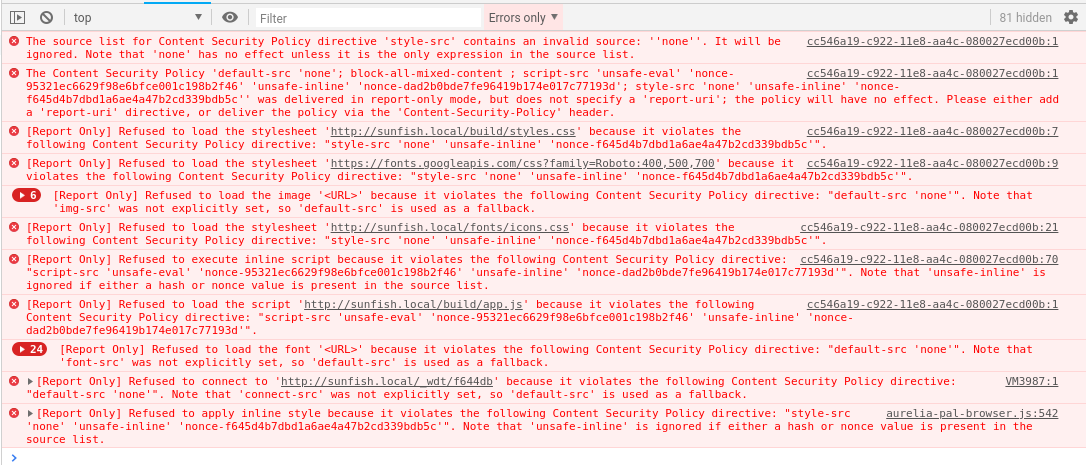 top Filter Errors only 81 hidden
The source list for Content Security Policy directive 'style-src' contains an invalid source: ''none''. It will be cc546a19-c922-11e8-aa4c-080027ecd00b:1
ignored. Note that 'none' has no effect unless it is the only expression in the source list.
The Content Security Policy 'default-src 'none'; block-all-mixed-content ; script-src 'unsafe-eval' 'nonce- cc546a19-c922-11e8-aa4c-080027ecd00b:1
95321ec6629f98e6bfce001c198b2f46' 'unsafe-inline' 'nonce-dad2b0bde7fe96419b174e017c77193d'; style-src 'none' 'unsafe-inline' 'nonce-
f645d4b7dbd1a6ae4a47b2cd339bdb5c'' was delivered in report-only mode, but does not specify a 'report-uri'; the policy will have no effect. Please either add
a 'report-uri' directive, or deliver the policy via the 'Content-Security-Policy' header.
[Report Only] Refused to load the stylesheet 'http://sunfish.local/build/styles.css' because it violates the cc546a19-c922-11e8-aa4c-080027ecd00b:7
following Content Security Policy directive: "style-src 'none' 'unsafe-inline' 'nonce-f645d4b7dbd1a6ae4a47b2cd339bdb5c'".
[Report Only] Refused to load the stylesheet 'https://fonts.googleapis.com/css?family=Roboto:400,500,700' because it cc546a19-c922-11e8-aa4c-080027ecd00b:9
violates the following Content Security Policy directive: "style-src 'none' 'unsafe-inline' 'nonce-f645d4b7dbd1a6ae4a47b2cd339bdb5c'".
6 [Report Only] Refused to load the image '<URL>' because it violates the following Content Security Policy directive: "default-src 'none'". Note that
'img-src' was not explicitly set, so 'default-src' is used as a fallback.
[Report Only] Refused to load the stylesheet 'http://sunfish.local/fonts/icons.css' because it violates the cc546a19-c922-11e8-aa4c-080027ecd00b:21
following Content Security Policy directive: "style-src 'none' 'unsafe-inline' 'nonce-f645d4b7dbd1a6ae4a47b2cd339bdb5c'".
[Report Only] Refused to execute inline script because it violates the following Content Security Policy directive: cc546a19-c922-11e8-aa4c-080027ecd00b:70
"script-src 'unsafe-eval' 'nonce-95321ec6629f98e6bfce001c198b2f46' 'unsafe-inline' 'nonce-dad2b0bde7fe96419b174e017c77193d'". Note that 'unsafe-inline' is
ignored if either a hash or nonce value is present in the source list.
[Report Only] Refused to load the script 'http://sunfish.local/build/app.js' because it violates the following cc546a19-c922-11e8-aa4c-080027ecd00b:1
Content Security Policy directive: "script-src 'unsafe-eval' 'nonce-95321ec6629f98e6bfce001c198b2f46' 'unsafe-inline' 'nonce-
dad2b0bde7fe96419b174e017c77193d'".
24 [Report Only] Refused to load the font '<URL>' because it violates the following Content Security Policy directive: "default-src 'none'". Note that
'font-src' was not explicitly set, so 'default-src' is used as a fallback.
[Report Only] Refused to connect to 'http://sunfish.local/_wdt/f644db' because it violates the following Content Security Policy directive: VM3987:1
"default-src 'none'". Note that 'connect-src' was not explicitly set, so 'default-src' is used as a fallback.
[Report Only] Refused to apply inline style because it violates the following Content Security Policy directive: "style-src aurelia-pal-browser.js:542
'none' 'unsafe-inline' 'nonce-f645d4b7dbd1a6ae4a47b2cd339bdb5c'". Note that 'unsafe-inline' is ignored if either a hash or nonce value is present in the
source list.